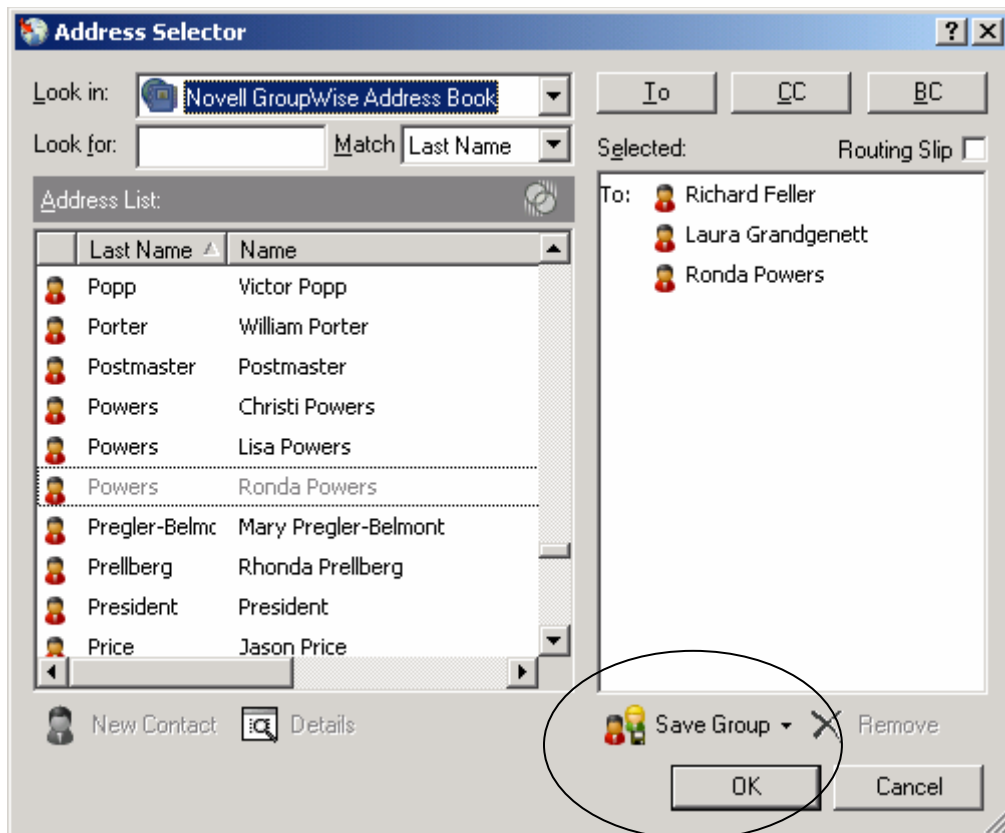 Address Selector
Look in: Novell GroupWise Address Book
To CC BC
Look for: Match Last Name
Selected: Routing Slip
Address List:
Last Name Name
Popp Victor Popp
Porter William Porter
Postmaster Postmaster
Powers Christi Powers
Powers Lisa Powers
Powers Ronda Powers
Pregler-Belmc Mary Pregler-Belmont
Prellberg Rhonda Prellberg
President President
Price Jason Price
To: Richard Feller
Laura Grandgenett
Ronda Powers
New Contact Details
Save Group Remove
OK Cancel